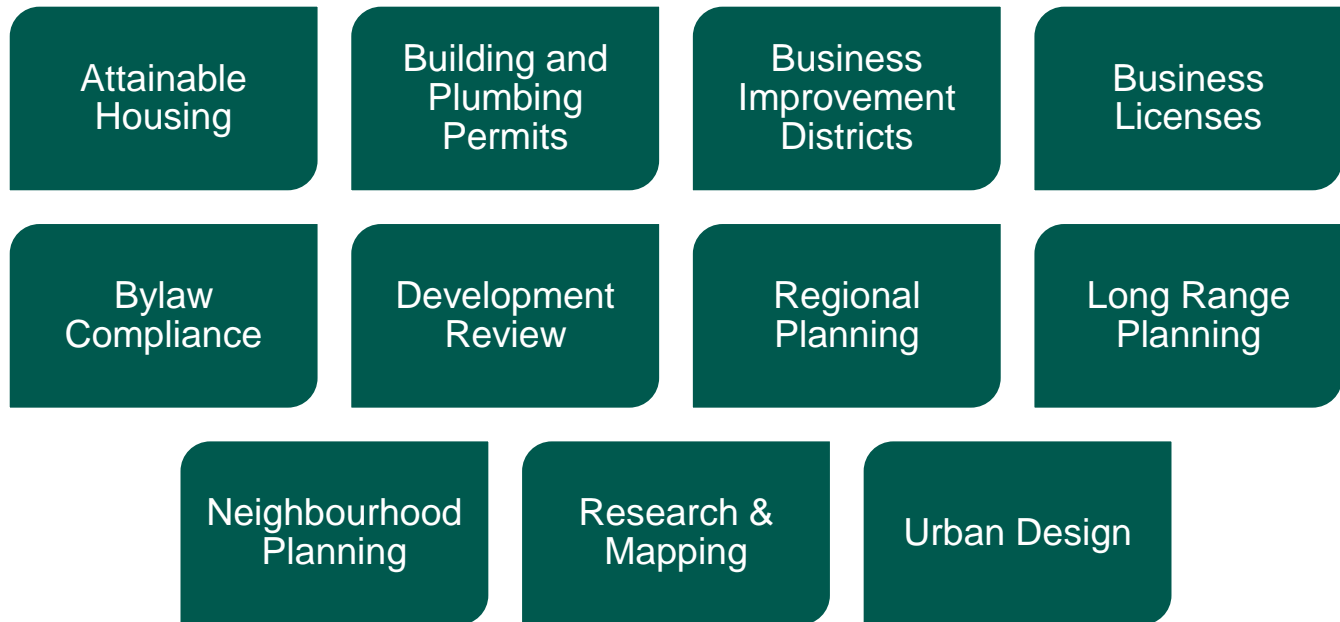 Attainable
Housing
Building and
Plumbing
Permits
Business
Improvement
Districts
Business
Licenses
Bylaw
Compliance
Development
Review
Regional
Planning
Long Range
Planning
Neighbourhood
Planning
Research &
Mapping
Urban Design